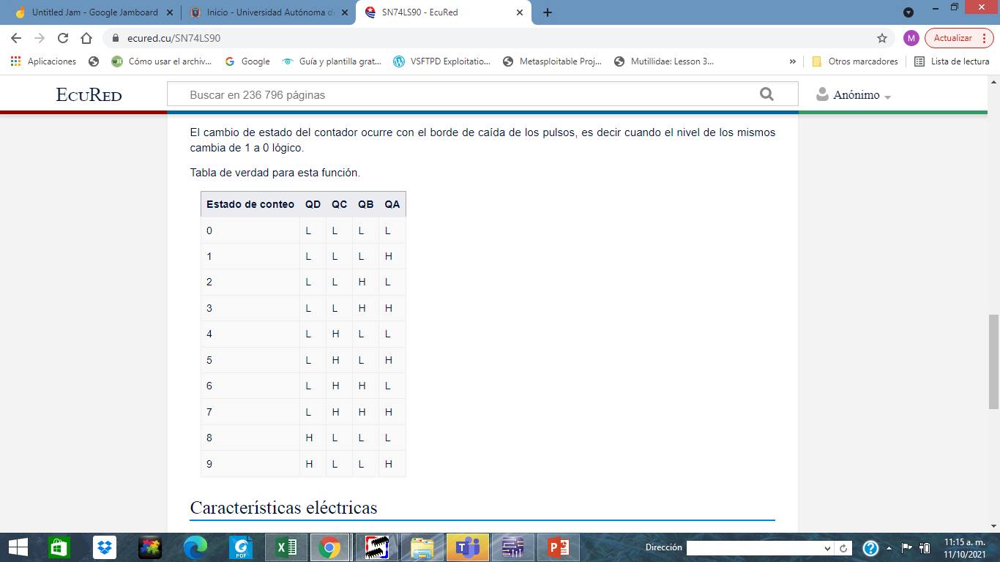 Untitled Jam - Google Jamboard
Inicio - Universidad Autónoma d
SN74LS90 - EcuRed
ecured.cu/SN74LS90
M
Actualizar
Aplicaciones
Cómo usar el archiv...
Google
Guía y plantilla grat...
VSFTPD Exploitatio...
Metasploitable Proj...
Mutillidae: Lesson 3...
»
Otros marcadores
Lista de lectura
EcuRed
Buscar en 236 796 páginas
Anónimo
El cambio de estado del contador ocurre con el borde de caída de los pulsos, es decir cuando el nivel de los mismos
cambia de 1 a 0 lógico.
Tabla de verdad para esta función.
Estado de conteo QD QC QB QA
0 L L L L
1 L L L H
2 L L H L
3 L L H H
4 L H L L
5 L H L H
6 L H H L
7 L H H H
8 H L L L
9 H L L H
Características eléctricas
PDF
Dirección
11:15 a. m.
11/10/2021